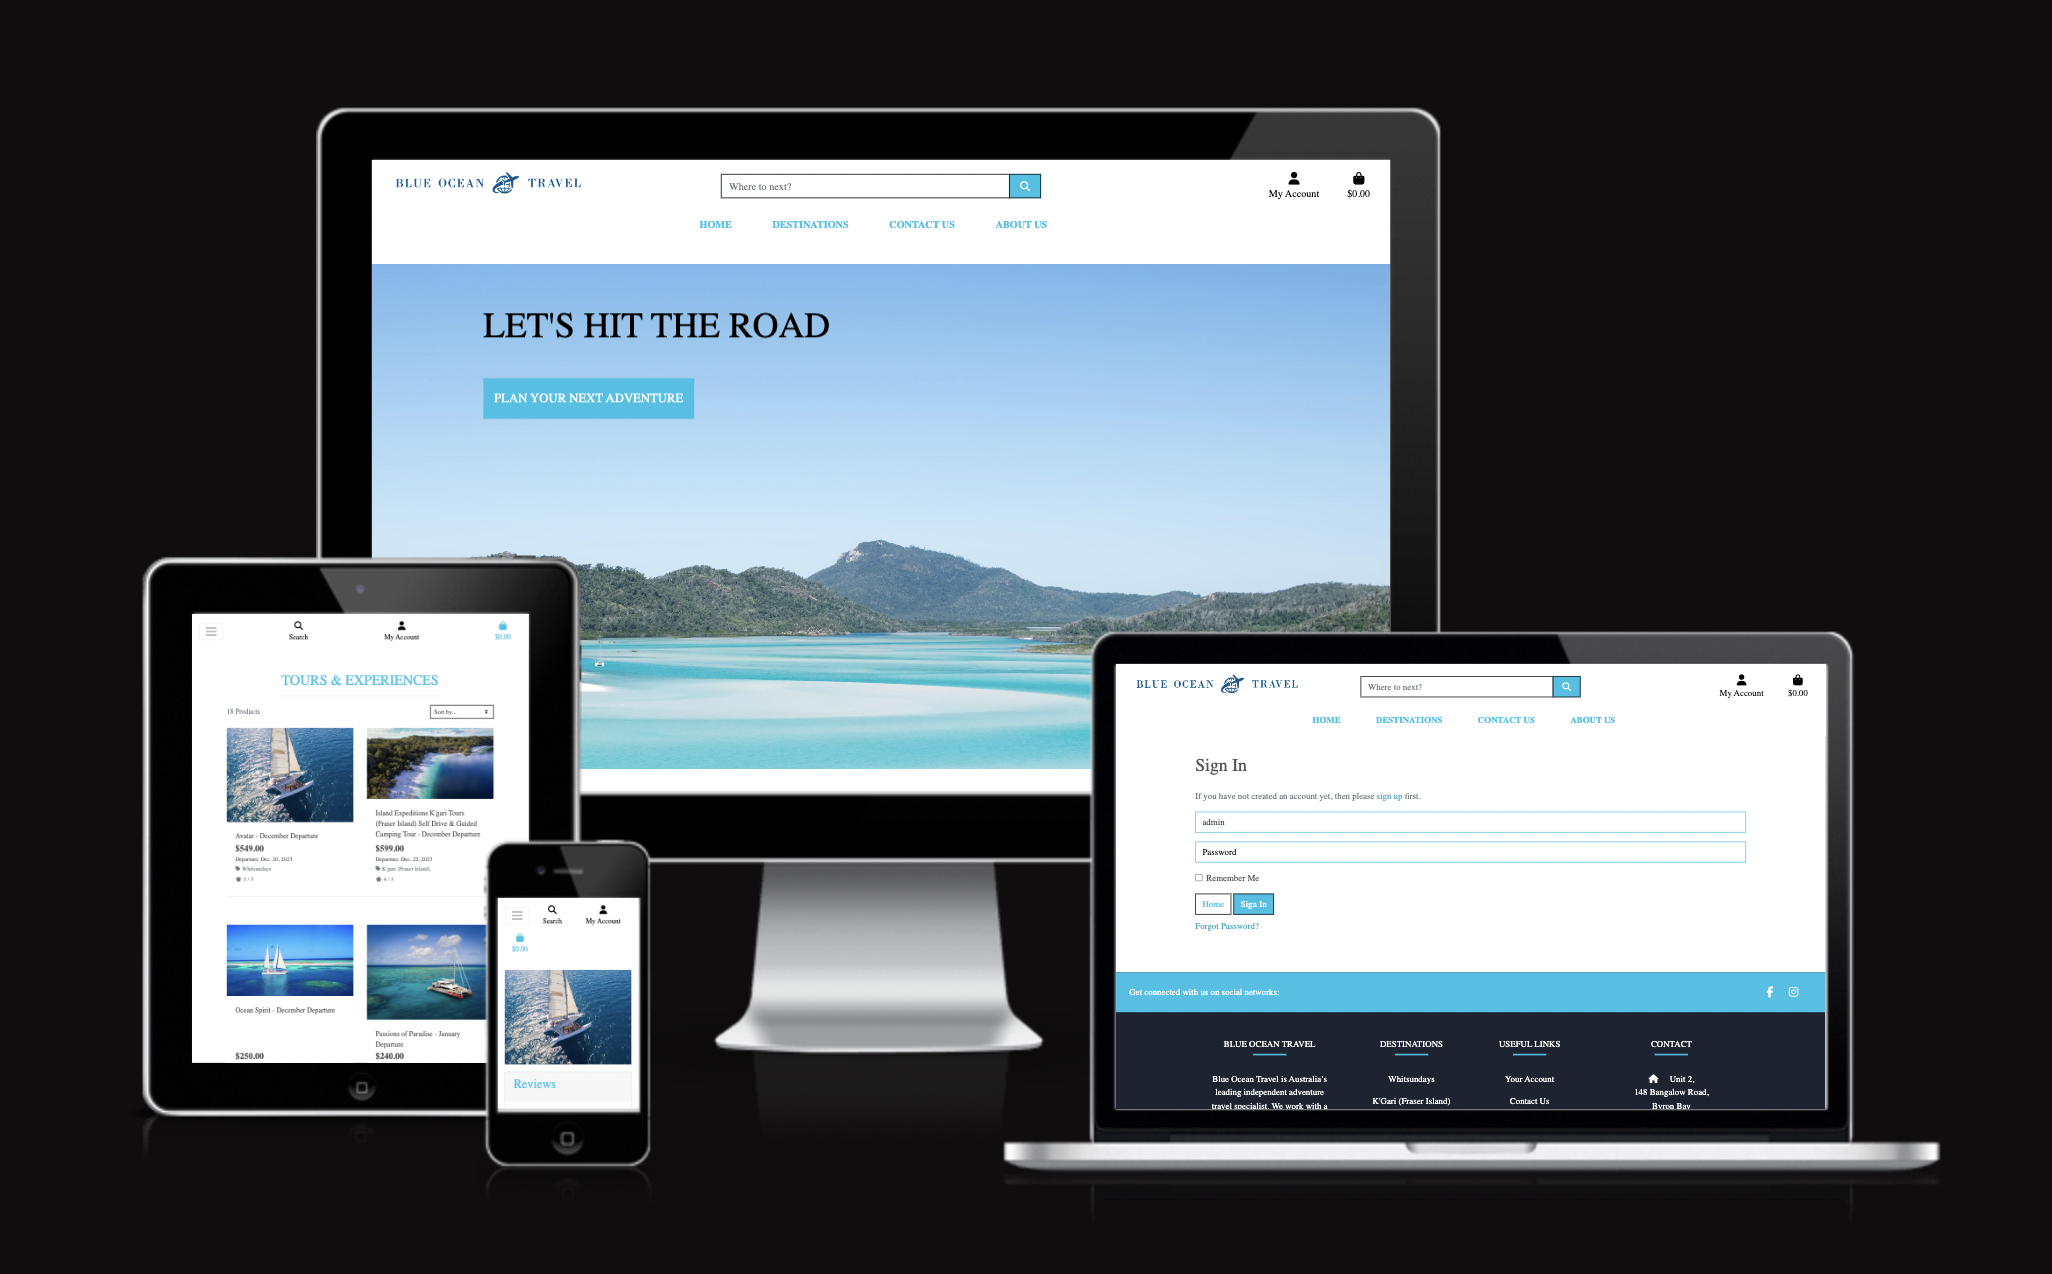 BLUE OCEAN TRAVEL
Where to next?
My Account
$0.00
HOME DESTINATIONS CONTACT US ABOUT US
LET'S HIT THE ROAD
PLAN YOUR NEXT ADVENTURE
Search
My Account
$0.00
TOURS & EXPERIENCES
18 Products
Sort by...
Avatar - December Departure
$549.00
Departure: Dec. 20, 2023
Whitsundays
5 / 5
Island Expeditions K'gari Tours
(Fraser Island) Self Drive & Guided
Camping Tour - December Departure
$599.00
Departure: Dec. 22, 2023
K'gari (Fraser Island)
4 / 5
Ocean Spirit - December Departure
$250.00
Passions of Paradise - January
Departure
$240.00
Search
My Account
$0.00
Reviews
BLUE OCEAN TRAVEL
Where to next?
My Account
$0.00
HOME DESTINATIONS CONTACT US ABOUT US
Sign In
If you have not created an account yet, then please sign up first.
admin
Password
Remember Me
Home Sign In
Forgot Password?
Get connected with us on social networks:
BLUE OCEAN TRAVEL
Blue Ocean Travel is Australia's
leading independent adventure
travel specialist. We work with a
DESTINATIONS
Whitsundays
K'Gari (Fraser Island)
USEFUL LINKS
Your Account
Contact Us
CONTACT
Unit 2,
148 Bangalow Road,
Byron Bay